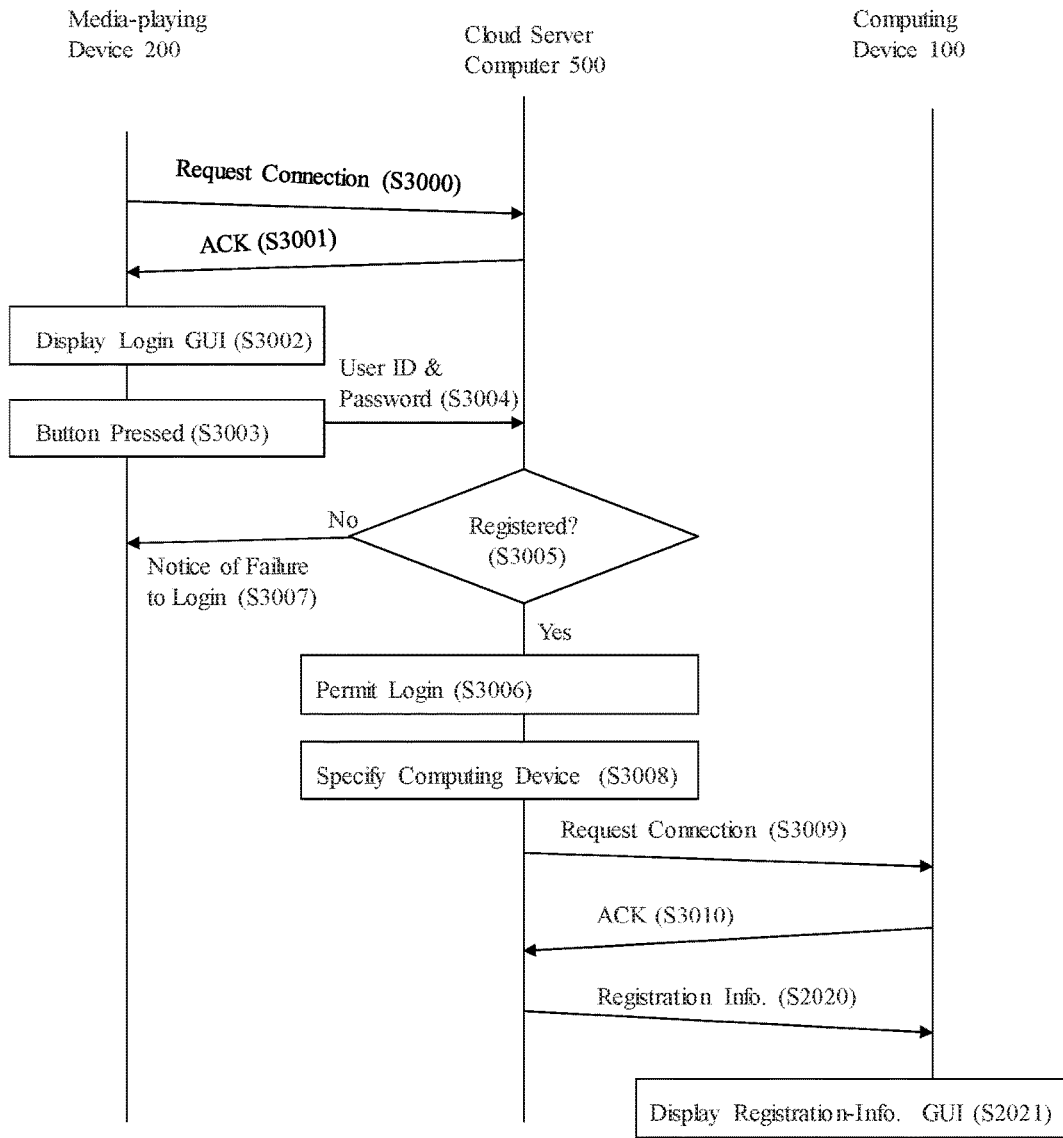 Media-playing
Device 200
Cloud Server
Computer 500
Computing
Device 100
Request Connection (S3000)
ACK (S3001)
Display Login GUI (S3002)
User ID &
Password (S3004)
Button Pressed (S3003)
No
Registered?
(S3005)
Notice of Failure
to Login (S3007)
Yes
Permit Login (S3006)
Specify Computing Device (S3008)
Request Connection (S3009)
ACK (S3010)
Registration Info. (S2020)
Display Registration-Info. GUI (S2021)